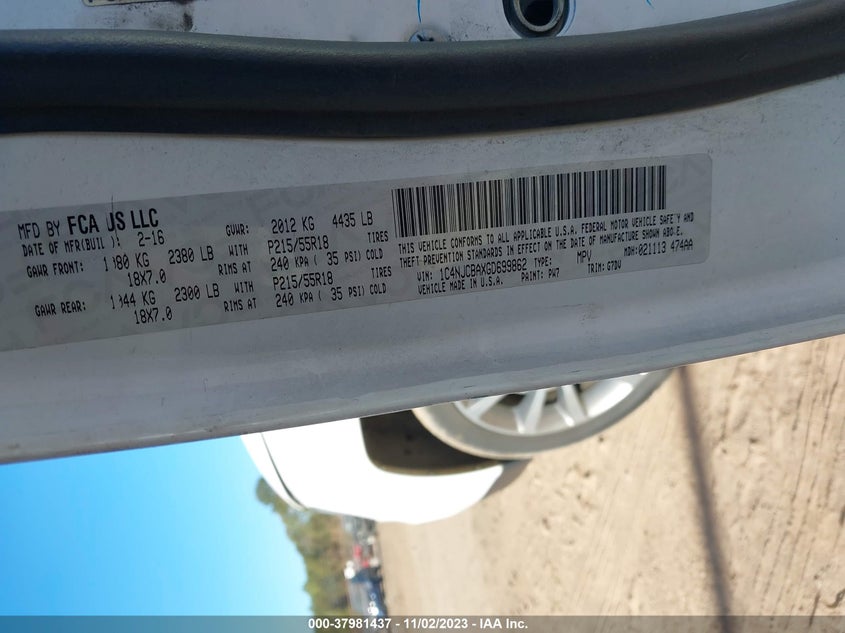 MFD BY FCA US LLC
DATE OF MFR(BUILT) 2-16
GVWR: 2012 KG 4435 LB
GAWR FRONT: 1080 KG 2380 LB WITH P215/55R18 TIRES
18X7.0 RIMS AT 240 KPA ( 35 PSI) COLD
GAWR REAR: 1044 KG 2300 LB WITH P215/55R18 TIRES
18X7.0 RIMS AT 240 KPA ( 35 PSI) COLD
THIS VEHICLE CONFORMS TO ALL APPLICABLE U.S.A. FEDERAL MOTOR VEHICLE SAFETY AND
THEFT PREVENTION STANDARDS IN EFFECT ON THE DATE OF MANUFACTURE SHOWN ABOVE.
VIN: 1C4NJCBAXGD699862 TYPE: MPV MDH:021113 474AA
VEHICLE MADE IN U.S.A. PAINT: PW7 TRIM: G7DV
000-37981437 - 11/02/2023 - IAA Inc.